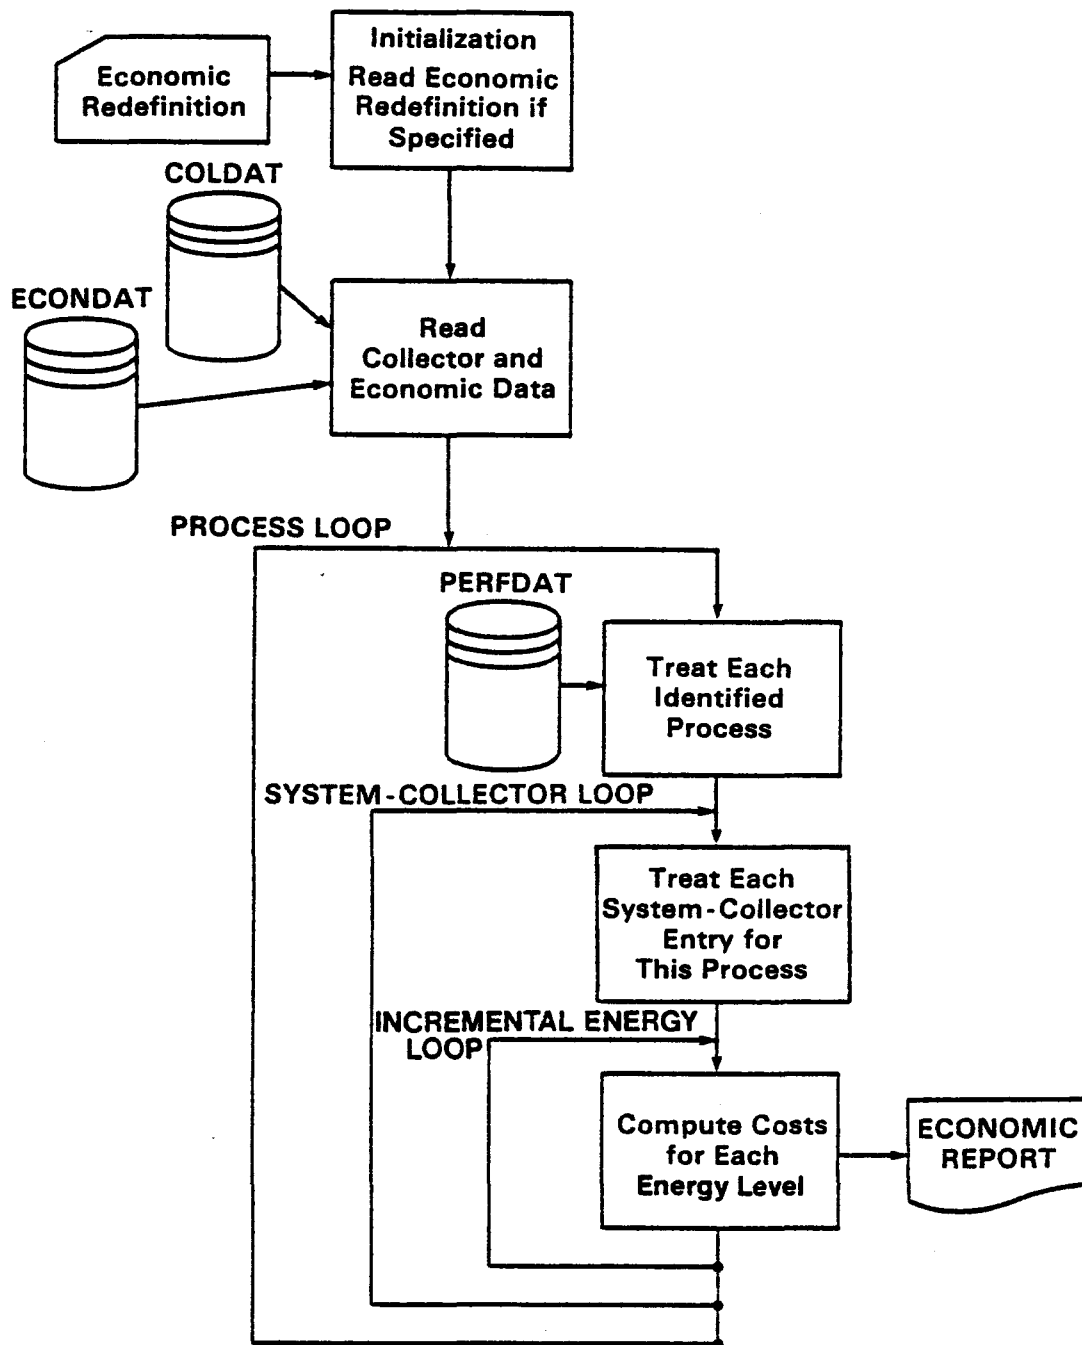 Economic
Redefinition
Initialization
Read Economic
Redefinition if
Specified
COLDAT
ECONDAT
Read
Collector and
Economic Data
PROCESS LOOP
PERFDAT
Treat Each
Identified
Process
SYSTEM-COLLECTOR LOOP
Treat Each
System-Collector
Entry for
This Process
INCREMENTAL ENERGY
LOOP
Compute Costs
for Each
Energy Level
ECONOMIC
REPORT